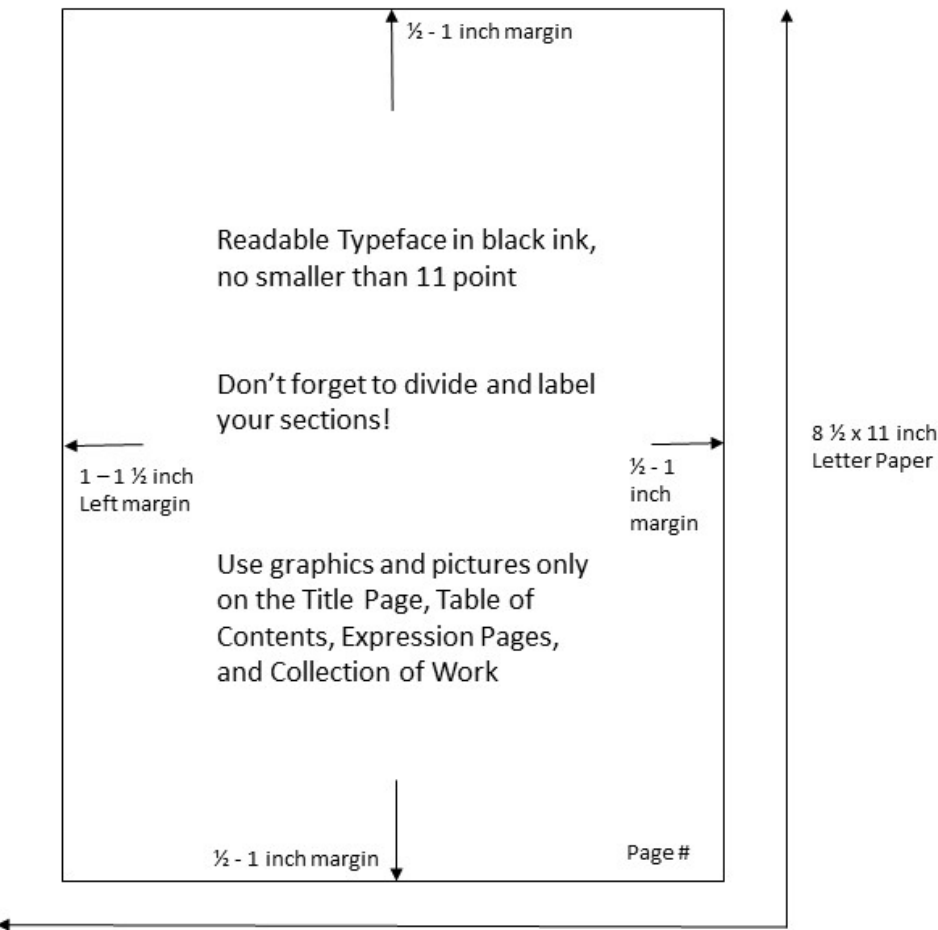 ½ - 1 inch margin
Readable Typeface in black ink,
no smaller than 11 point
Don’t forget to divide and label
your sections!
1 – 1 ½ inch
Left margin
½ - 1
inch
margin
8 ½ x 11 inch
Letter Paper
Use graphics and pictures only
on the Title Page, Table of
Contents, Expression Pages,
and Collection of Work
½ - 1 inch margin
Page #